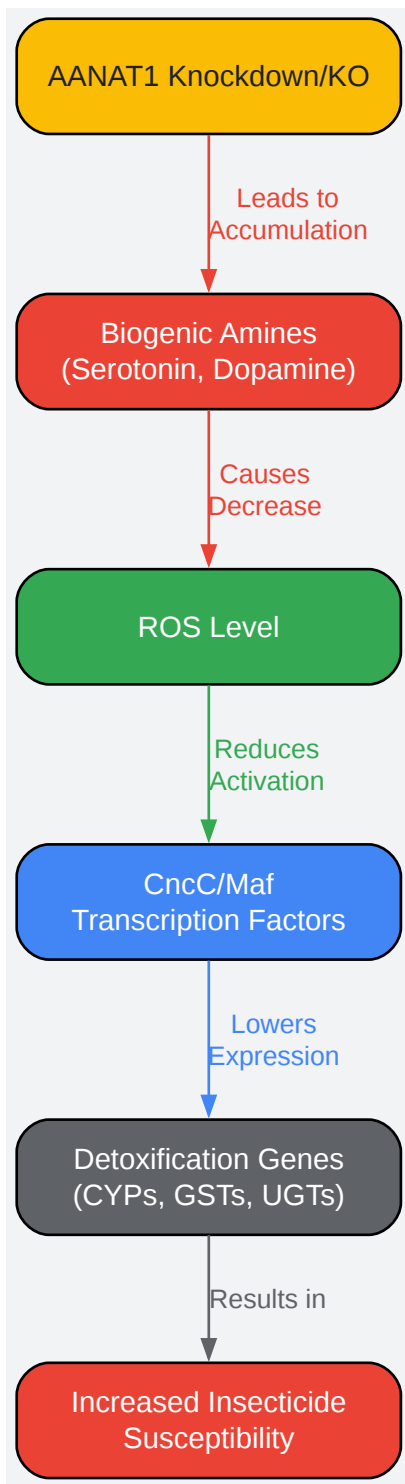 AANAT1 Knockdown/KO
Leads to
Accumulation
Biogenic Amines
(Serotonin, Dopamine)
Causes
Decrease
ROS Level
Reduces
Activation
CncC/Maf
Transcription Factors
Lowers
Expression
Detoxification Genes
(CYPs, GSTs, UGTs)
Results in
Increased Insecticide
Susceptibility